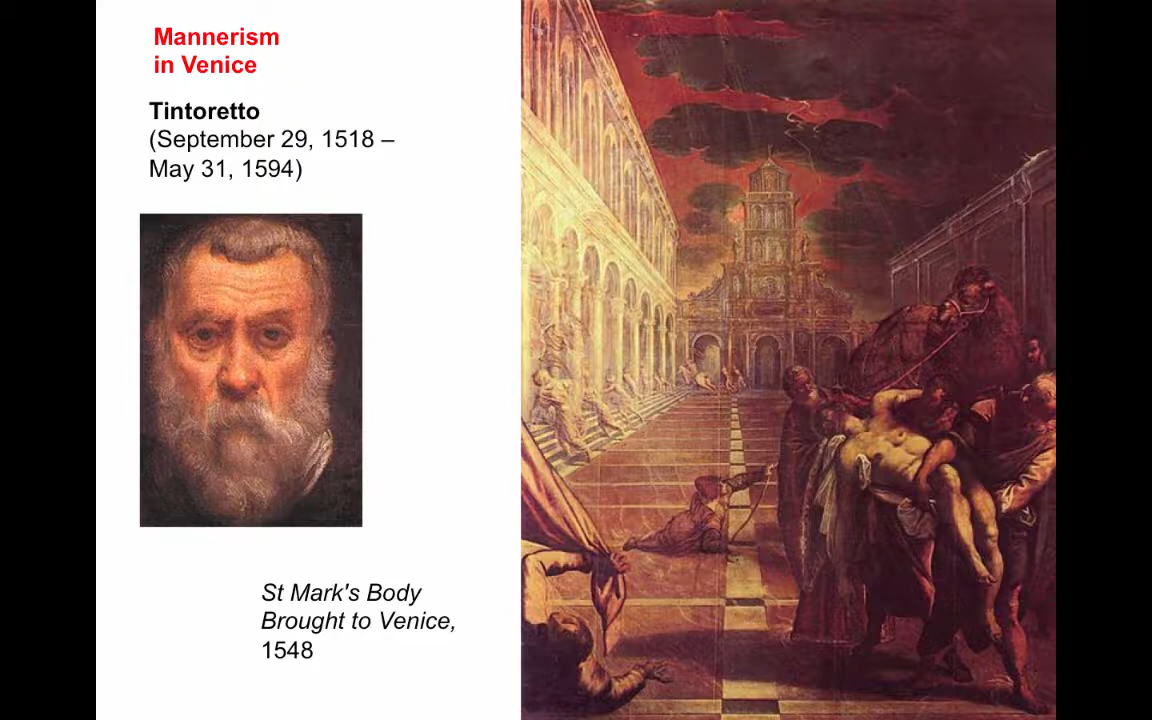 Mannerism
in Venice
Tintoretto
(September 29, 1518 –
May 31, 1594)
St Mark's Body
Brought to Venice,
1548